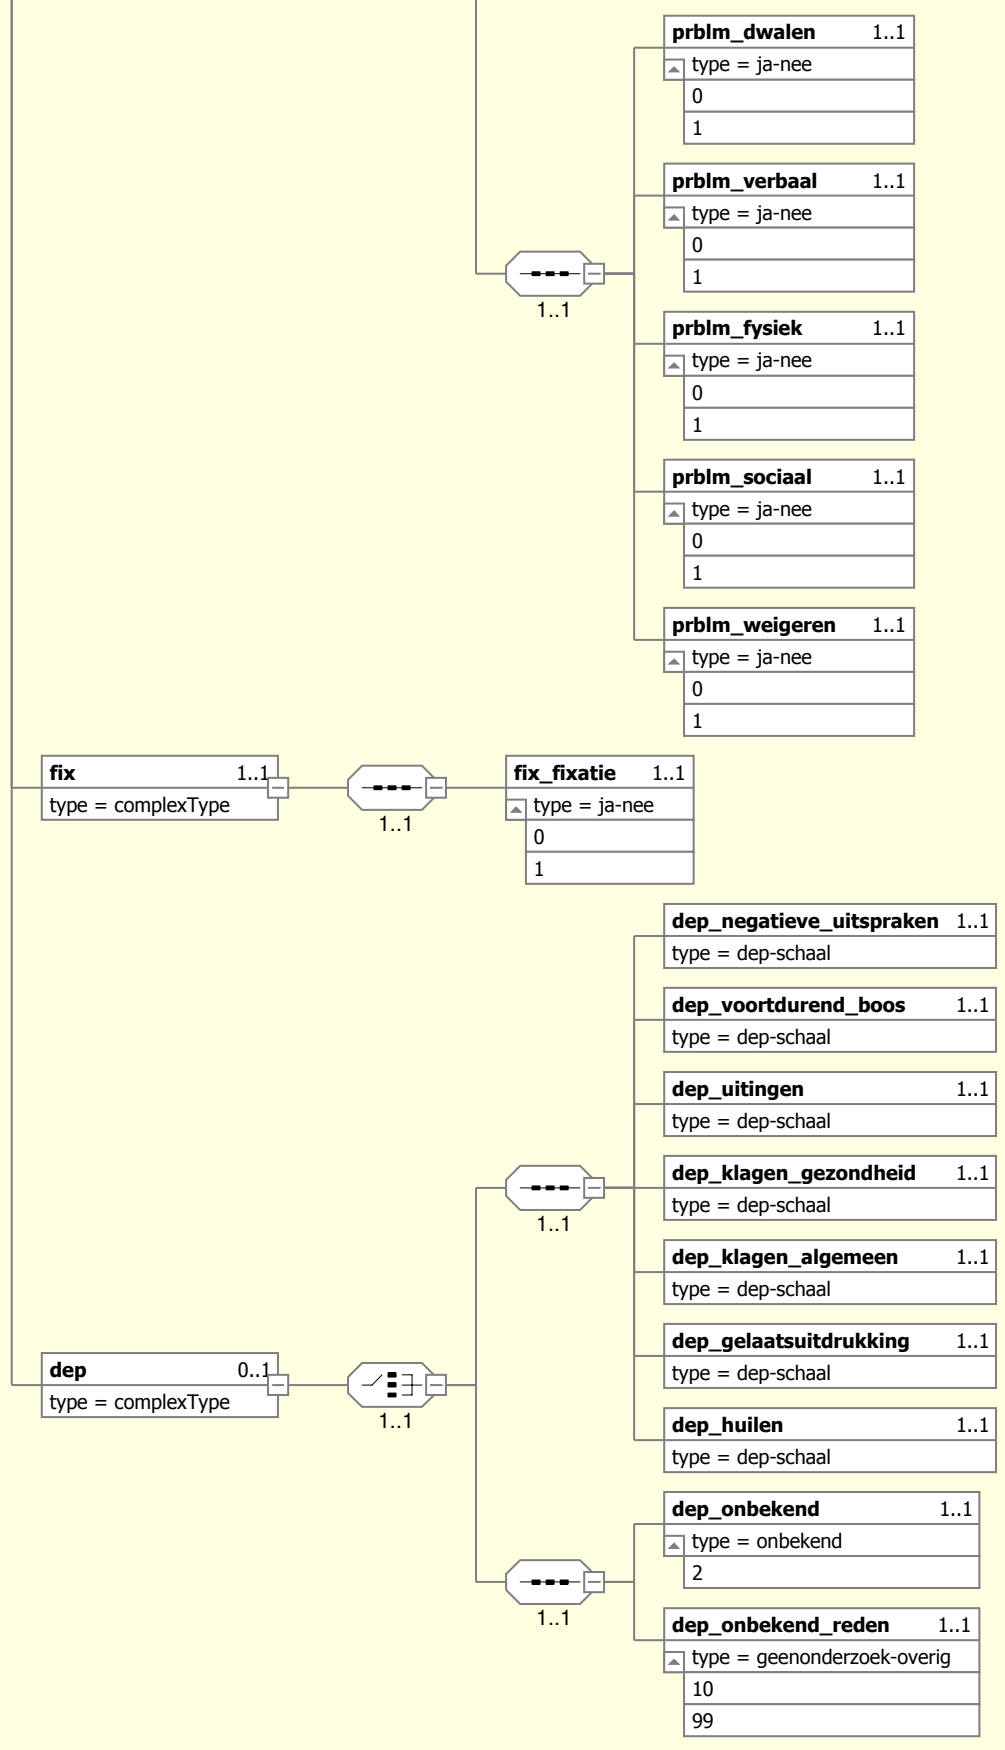 prblm_dwalen 1..1
type = ja-nee
0
1
prblm_verbaal 1..1
type = ja-nee
0
1
1..1
prblm_fysiek 1..1
type = ja-nee
0
1
prblm_sociaal 1..1
type = ja-nee
0
1
prblm_weigeren 1..1
type = ja-nee
0
1
fix 1..1
type = complexType
1..1
fix_fixatie 1..1
type = ja-nee
0
1
dep_negatieve_uitspraken 1..1
type = dep-schaal
dep_voortdurend_boos 1..1
type = dep-schaal
dep_uitingen 1..1
type = dep-schaal
dep_klagen_gezondheid 1..1
type = dep-schaal
1..1
dep_klagen_algemeen 1..1
type = dep-schaal
dep_gelaatsuitdrukking 1..1
type = dep-schaal
dep 0..1
type = complexType
1..1
dep_huilen 1..1
type = dep-schaal
dep_onbekend 1..1
type = onbekend
2
1..1
dep_onbekend_reden 1..1
type = geenonderzoek-overig
10
99